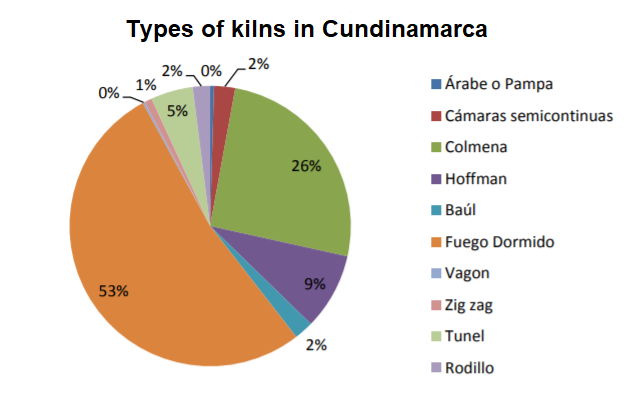 Types of kilns in Cundinamarca
2%
0%
2%
1%
0%
5%
26%
53%
9%
2%
Árabe o Pampa
Cámaras semicontinuas
Colmena
Hoffman
Baúl
Fuego Dormido
Vagon
Zig zag
Tunel
Rodillo